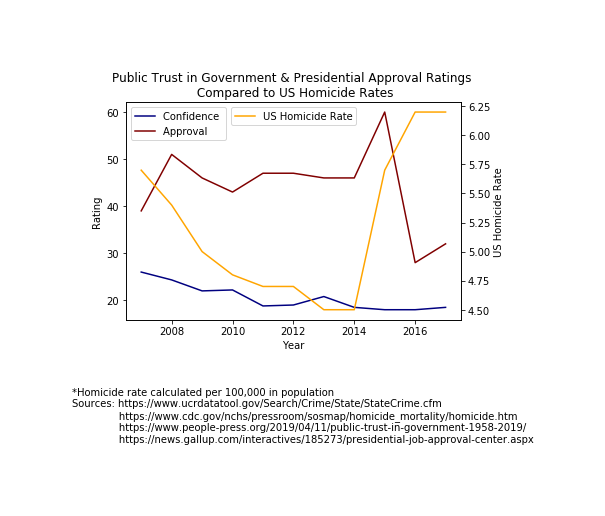 Public Trust in Government & Presidential Approval Ratings
Compared to US Homicide Rates
Confidence
Approval
US Homicide Rate
60
50
40
30
20
Rating
6.25
6.00
5.75
5.50
5.25
5.00
4.75
4.50
US Homicide Rate
2008 2010 2012 2014 2016
Year
*Homicide rate calculated per 100,000 in population
Sources: https://www.ucrdatatool.gov/Search/Crime/State/StateCrime.cfm
https://www.cdc.gov/nchs/pressroom/sosmap/homicide_mortality/homicide.htm
https://www.people-press.org/2019/04/11/public-trust-in-government-1958-2019/
https://news.gallup.com/interactives/185273/presidential-job-approval-center.aspx